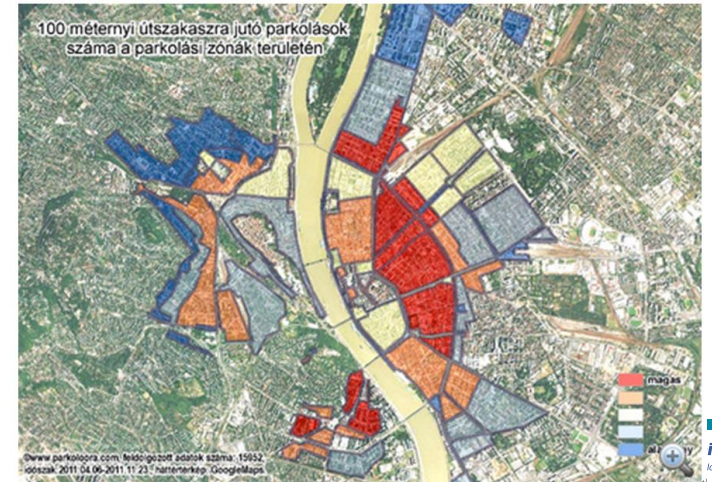 100 méternyi útszakaszra jutó parkolások
száma a parkolási zónák területén
magas
©www.parkoloora.com, feldolgozott adatok száma: 15952,
időszak:2011.04.06-2011.11.23., háttértérkép: GoogleMaps